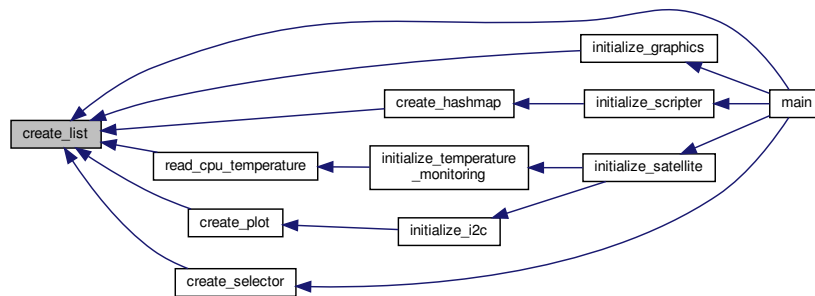 initialize_graphics
create_hashmap
initialize_scripter
main
create_list
read_cpu_temperature
initialize_temperature
_monitoring
initialize_satellite
create_plot
initialize_i2c
create_selector